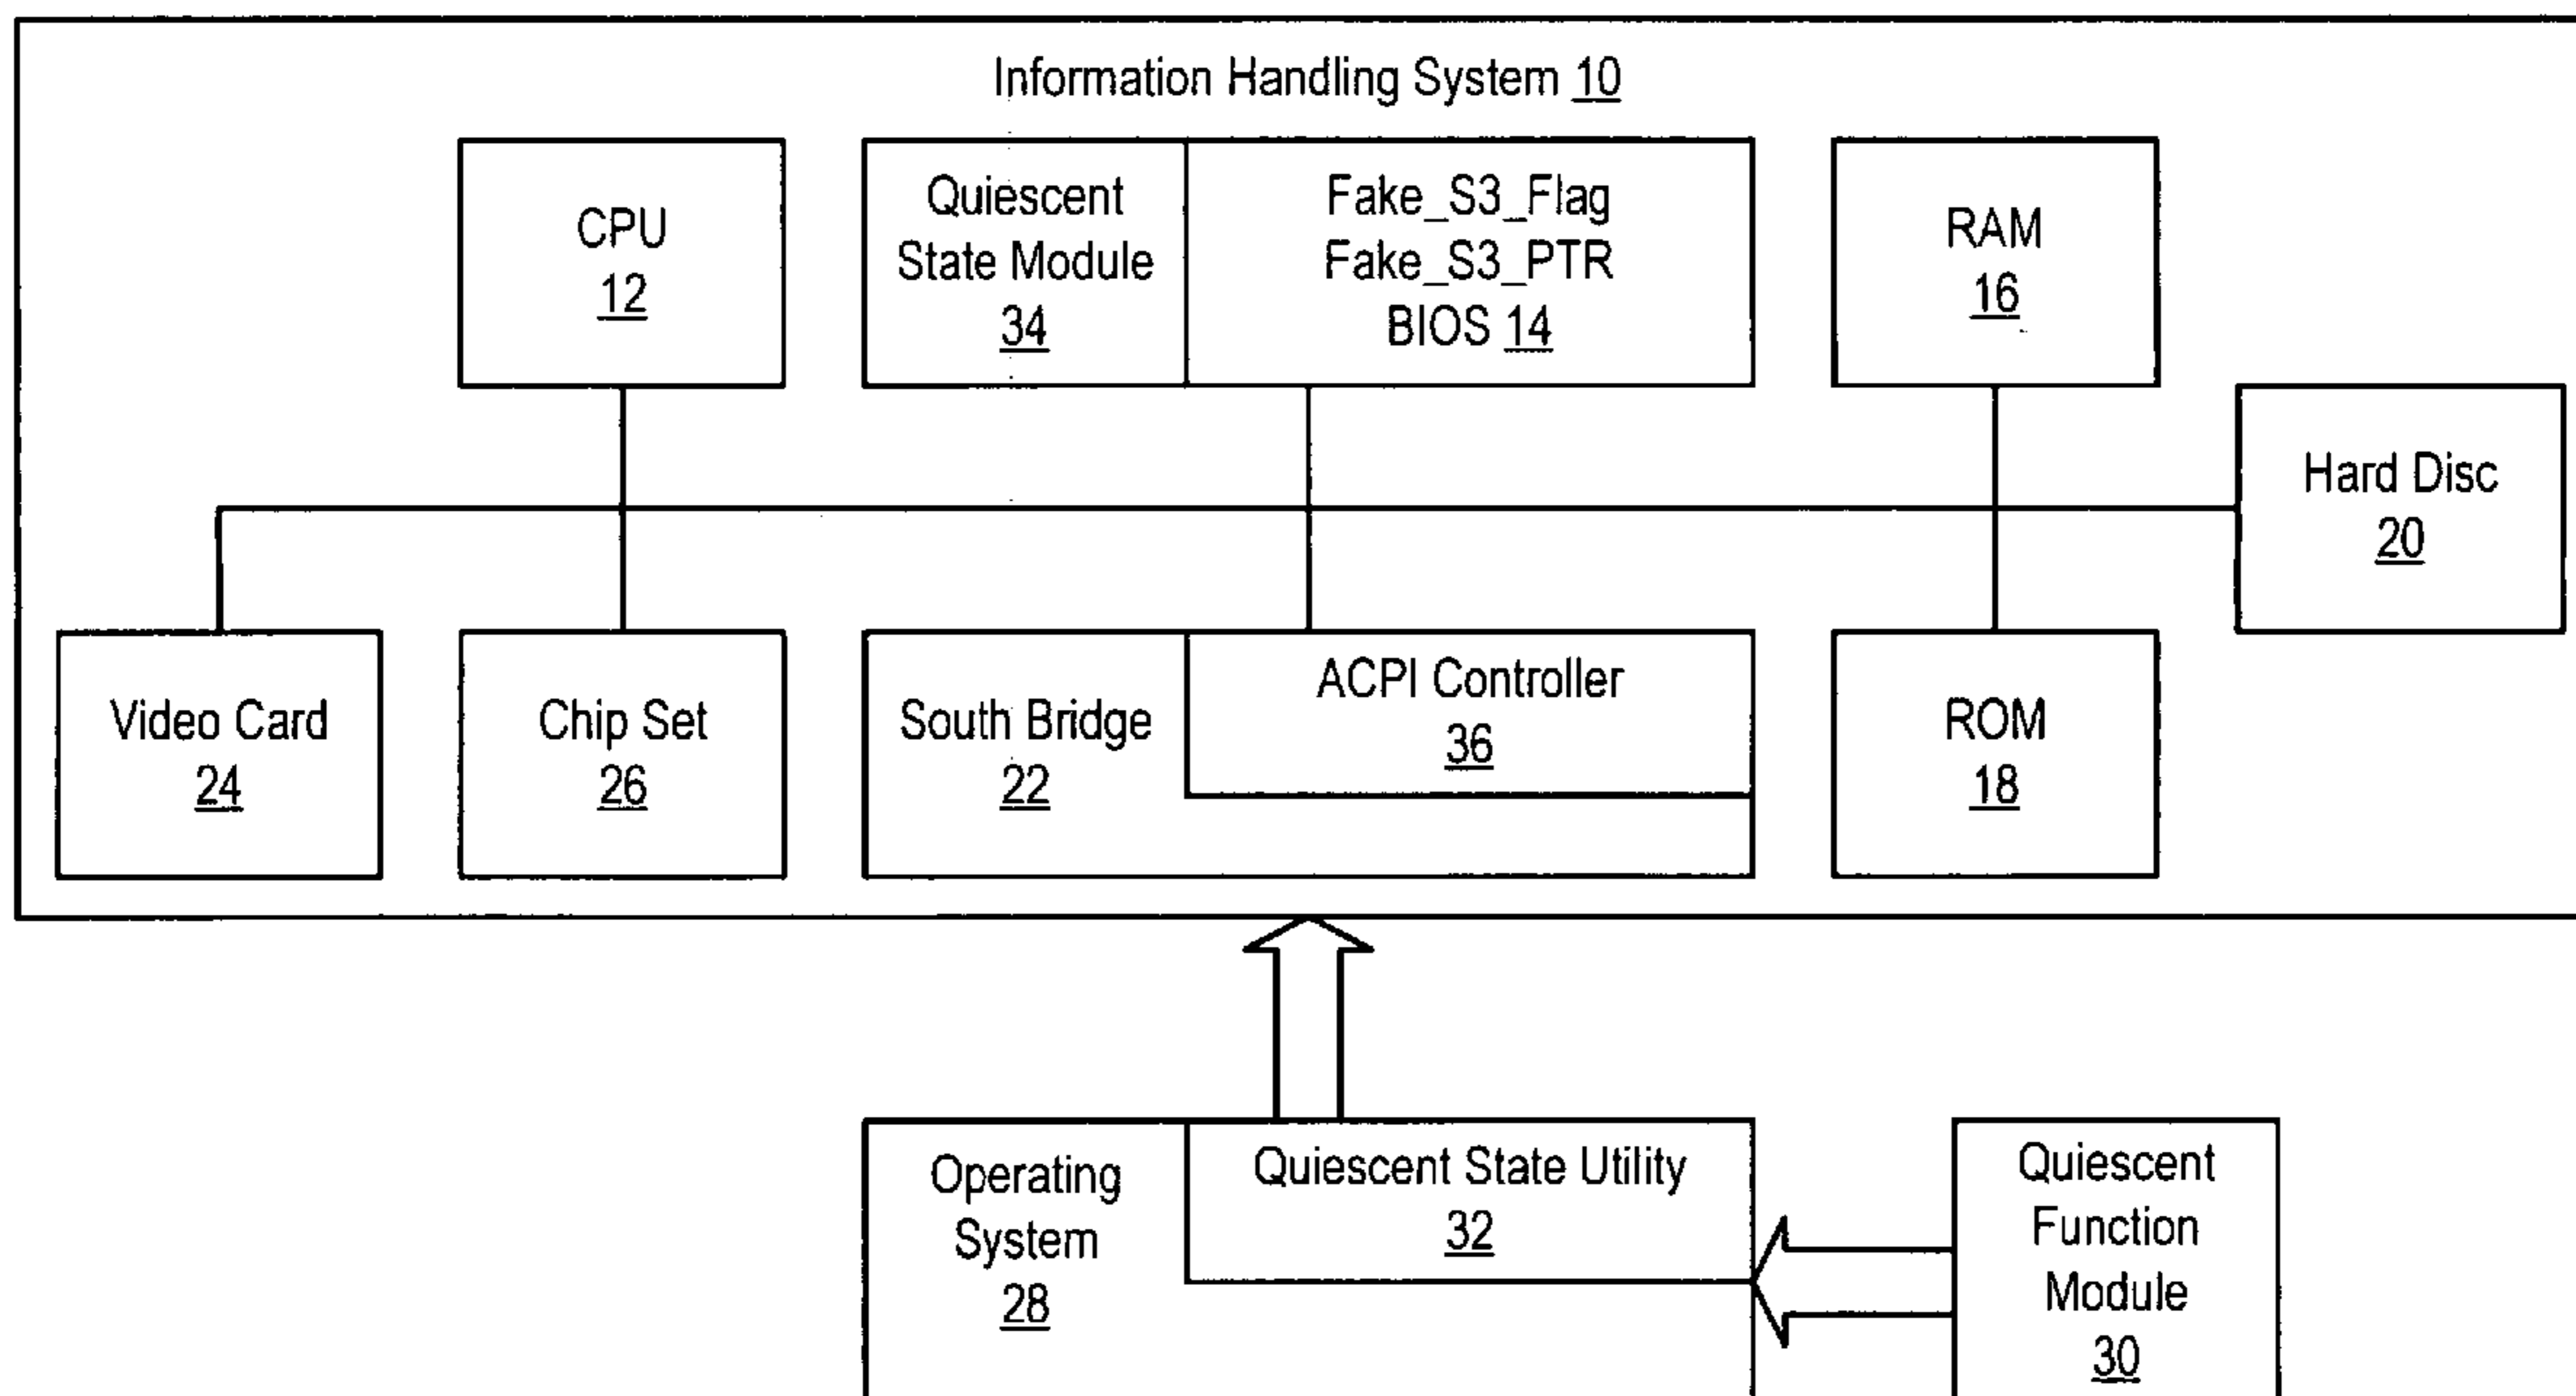 Information Handling System 10
CPU
12
Quiescent
State Module
34
Fake_S3_Flag
Fake_S3_PTR
BIOS 14
RAM
16
Hard Disc
20
Video Card
24
Chip Set
26
South Bridge
22
ACPI Controller
36
ROM
18
Operating
System
28
Quiescent State Utility
32
Quiescent
Function
Module
30